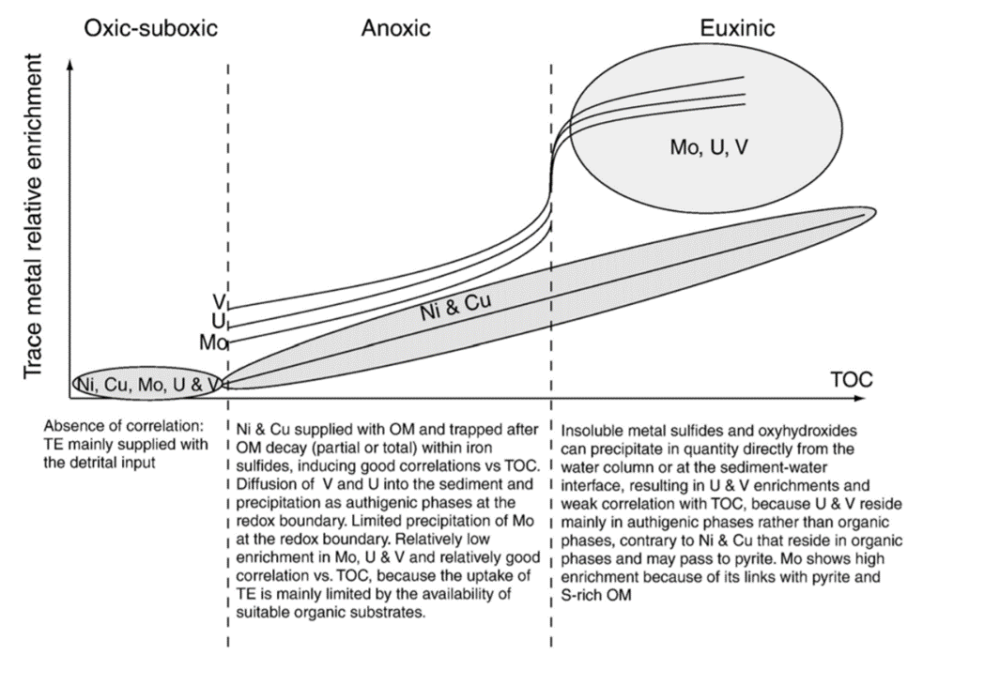 Oxic-suboxic
Anoxic
Euxinic
Trace metal relative enrichment
Mo, U, V
V
U
Mo
Ni & Cu
Ni, Cu, Mo, U & V
TOC
Absence of correlation:
TE mainly supplied with
the detrital input
Ni & Cu supplied with OM and trapped after
OM decay (partial or total) within iron
sulfides, inducing good correlations vs TOC.
Diffusion of V and U into the sediment and
precipitation as authigenic phases at the
redox boundary. Limited precipitation of Mo
at the redox boundary. Relatively low
enrichment in Mo, U & V and relatively good
correlation vs. TOC, because the uptake of
TE is mainly limited by the availability of
suitable organic substrates.
Insoluble metal sulfides and oxyhydroxides
can precipitate in quantity directly from the
water column or at the sediment-water
interface, resulting in U & V enrichments and
weak correlation with TOC, because U & V reside
mainly in authigenic phases rather than organic
phases, contrary to Ni & Cu that reside in organic
phases and may pass to pyrite. Mo shows high
enrichment because of its links with pyrite and
S-rich OM